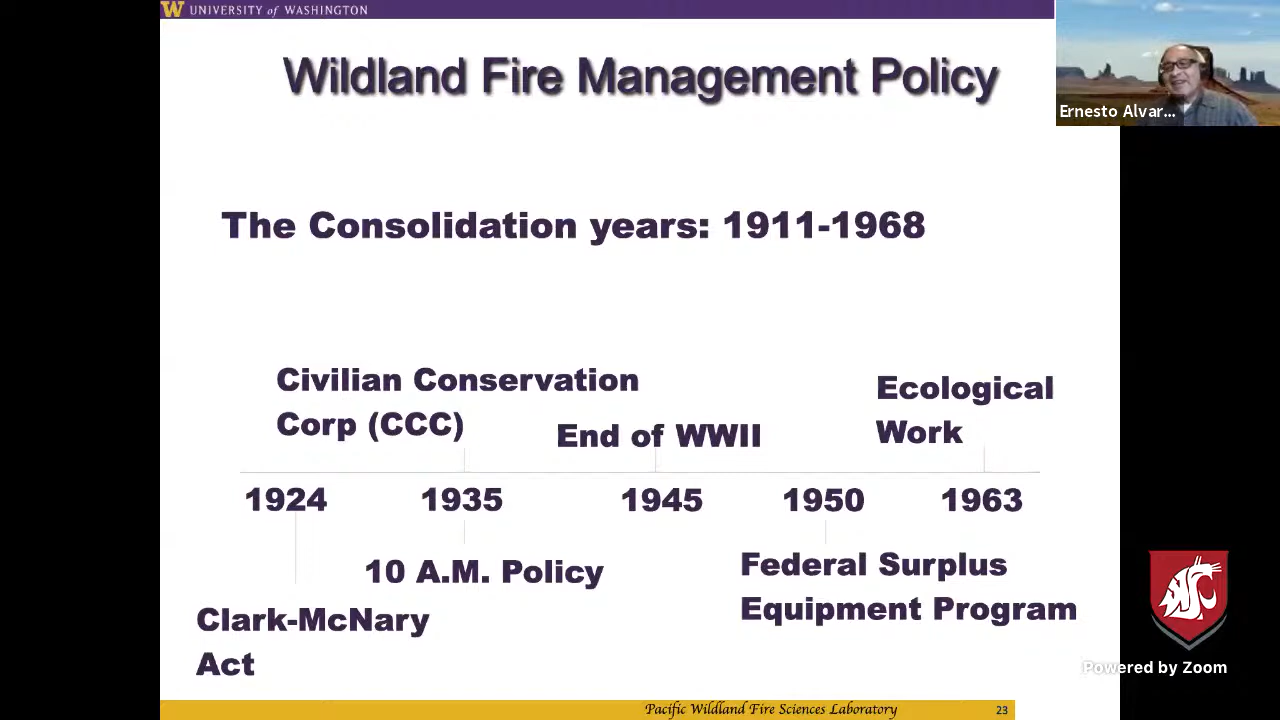 W UNIVERSITY of WASHINGTON
Wildland Fire Management Policy
Ernesto Alvar...
The Consolidation years: 1911-1968
Civilian Conservation
Corp (CCC)
End of WWII
Ecological
Work
1924
1935
1945
1950
1963
10 A.M. Policy
Federal Surplus
Equipment Program
Clark-McNary
Act
Powered by Zoom
Pacific Wildland Fire Sciences Laboratory
23